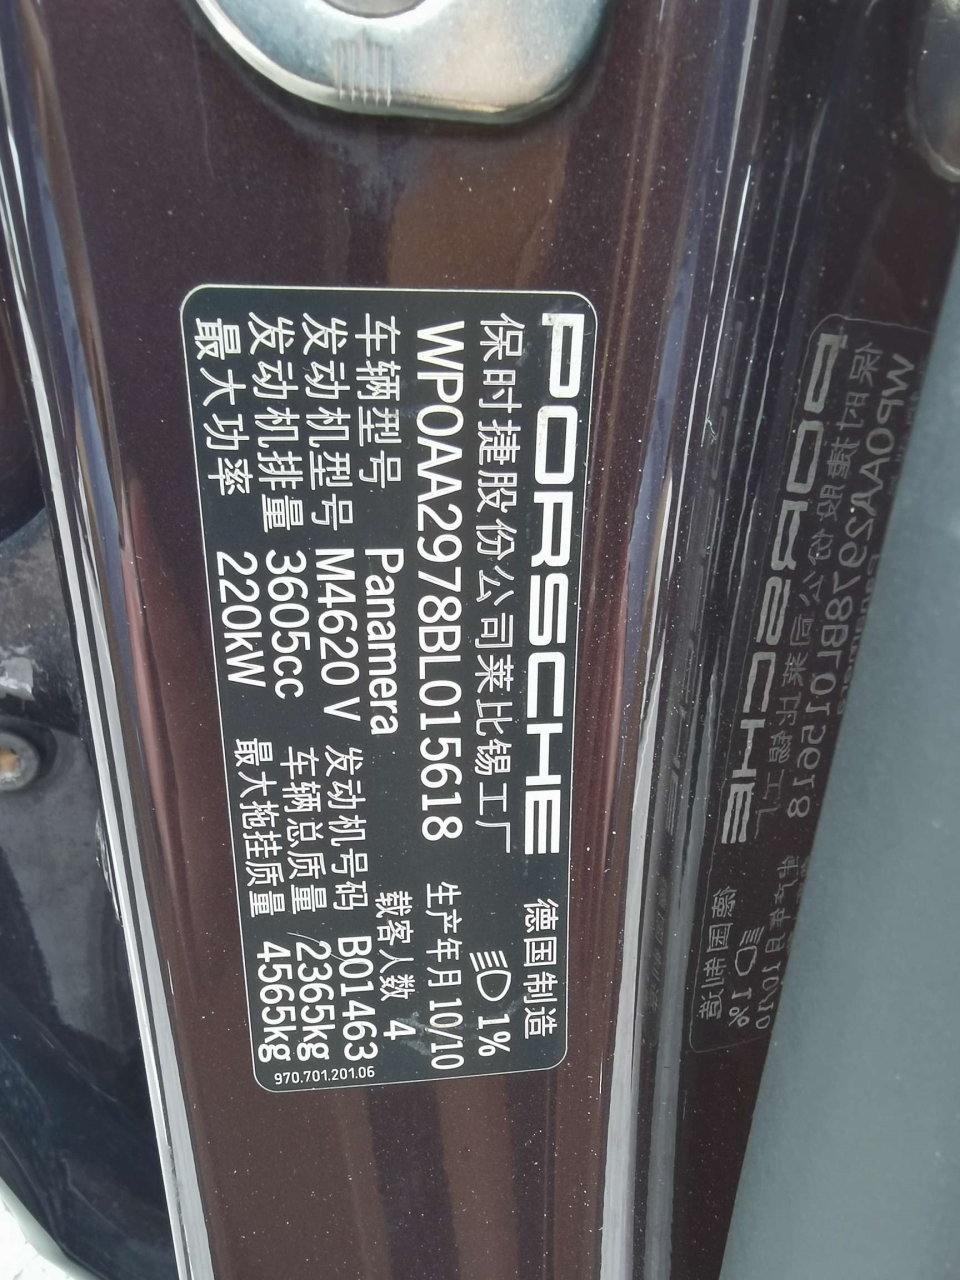 PORSCHE 德国制造
保时捷股份公司莱比锡工厂 1%
WP0AA2978BL015618 生产年月 10/10
车辆型号 Panamera 载客人数 4
发动机型号 M4620 V 发动机号码 B01463
发动机排量 3605cc 车辆总质量 2365kg
最大功率 220kW 最大拖挂质量 4565kg
970.701.201.06